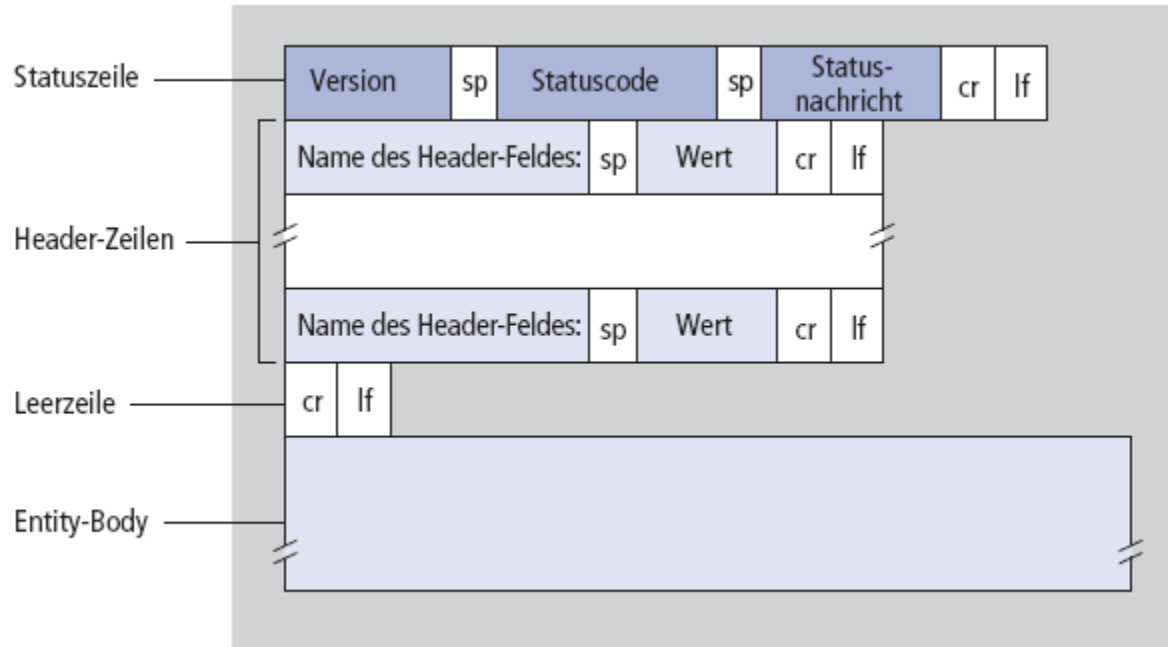 Statuszeile
Version sp Statuscode sp Status-
nachricht cr lf
Name des Header-Feldes: sp Wert cr lf
Header-Zeilen
Name des Header-Feldes: sp Wert cr lf
Leerzeile
cr lf
Entity-Body